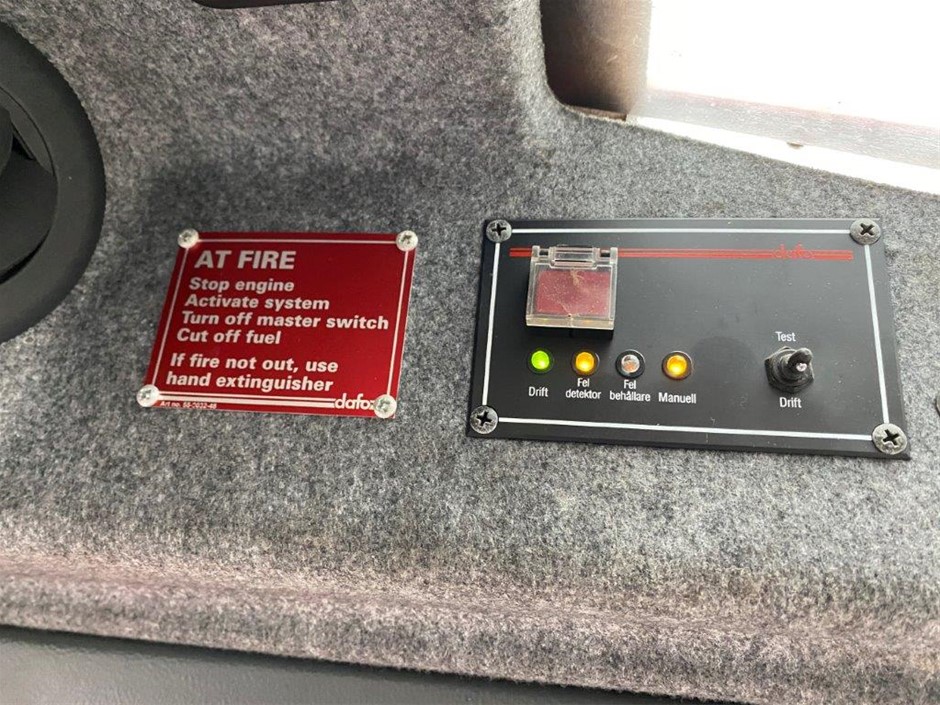 AT FIRE
Stop engine
Activate system
Turn off master switch
Cut off fuel
If fire not out, use
hand extinguisher
dafo
dafo
Drift
Fel
detektor
Fel
behållare
Manuell
Test
Drift